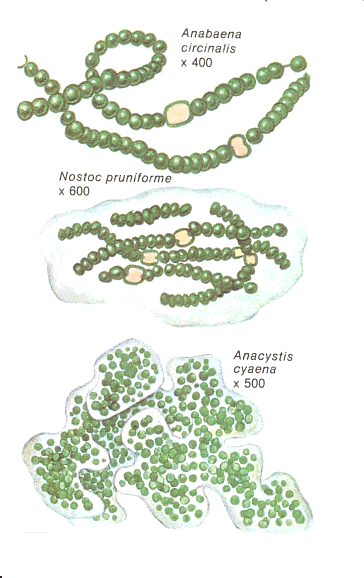 Anabaena
circinalis
x 400
Nostoc pruniforme
x 600
Anacystis
cyaena
x 500